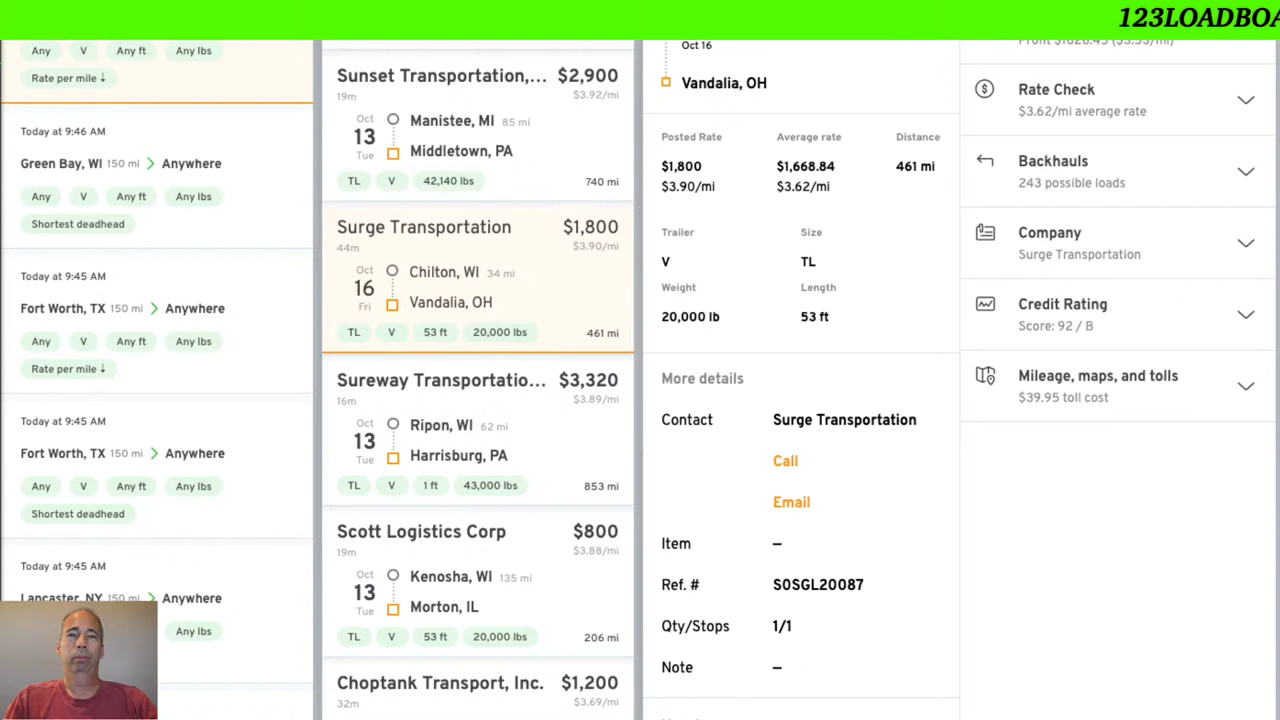 123LOADBOA
Any V Any ft Any lbs
Rate per mile ↓
Today at 9:46 AM
Green Bay, WI 150 mi > Anywhere
Any V Any ft Any lbs
Shortest deadhead
Today at 9:45 AM
Fort Worth, TX 150 mi > Anywhere
Any V Any ft Any lbs
Rate per mile ↓
Today at 9:45 AM
Fort Worth, TX 150 mi > Anywhere
Any V Any ft Any lbs
Shortest deadhead
Today at 9:45 AM
Lancaster, NY 150 mi > Anywhere
Any lbs
Sunset Transportation,... $2,900
19m $3.92/mi
Oct
13
Tue
Manistee, MI 85 mi
Middletown, PA
TL V 42,140 lbs 740 mi
Surge Transportation $1,800
44m $3.90/mi
Oct
16
Fri
Chilton, WI 34 mi
Vandalia, OH
TL V 53 ft 20,000 lbs 461 mi
Sureway Transportatio... $3,320
16m $3.89/mi
Oct
13
Tue
Ripon, WI 62 mi
Harrisburg, PA
TL V 1 ft 43,000 lbs 853 mi
Scott Logistics Corp $800
19m $3.88/mi
Oct
13
Tue
Kenosha, WI 135 mi
Morton, IL
TL V 53 ft 20,000 lbs 206 mi
Choptank Transport, Inc. $1,200
32m $3.69/mi
Oct 16
Vandalia, OH
Posted Rate Average rate Distance
$1,800 $1,668.84 461 mi
$3.90/mi $3.62/mi
Trailer Size
V TL
Weight Length
20,000 lb 53 ft
More details
Contact Surge Transportation
Call
Email
Item –
Ref. # S0SGL20087
Qty/Stops 1/1
Note –
Rate Check
$3.62/mi average rate
Backhauls
243 possible loads
Company
Surge Transportation
Credit Rating
Score: 92 / B
Mileage, maps, and tolls
$39.95 toll cost